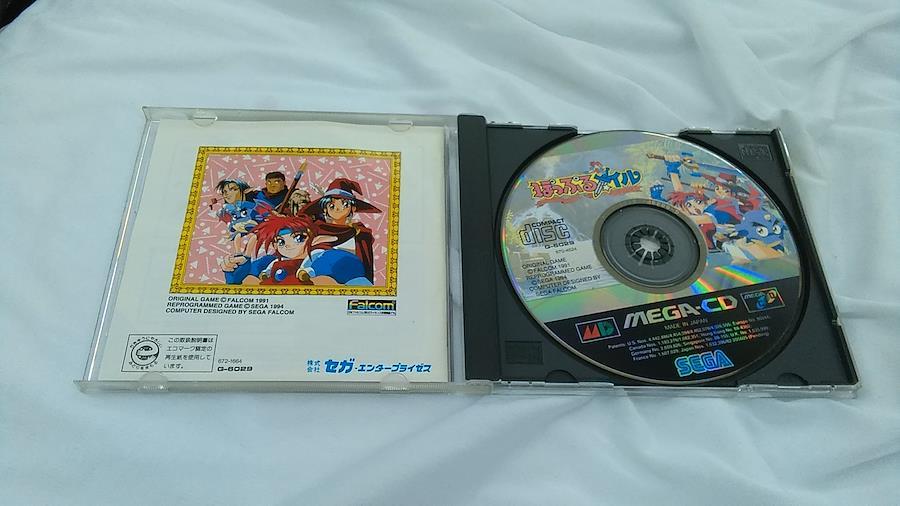 ORIGINAL GAME ©FALCOM 1991
REPROGRAMMED GAME ©SEGA 1994
COMPUTER DESIGNED BY SEGA FALCOM
Falcom
この取扱説明書は
エコマーク認定の
再生紙を使用して
います。
672-1664
G-6029
株式会社 セガ・エンタープライゼス
ぽっぷるメイル
COMPACT
disc
G-6029
670-4624
ORIGINAL GAME
©FALCOM 1991
REPROGRAMMED GAME
©SEGA 1994
COMPUTER DESIGNED BY
SEGA FALCOM
MEGA-CD
MADE IN JAPAN
SEGA